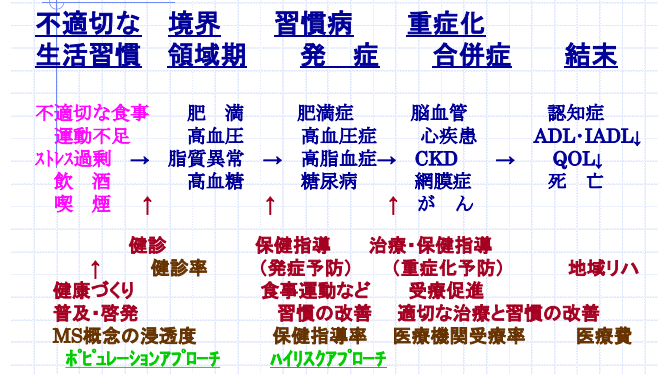 不適切な 境界 習慣病 重症化
生活習慣 領域期 発 症 合併症 結末
不適切な食事 肥 満 肥満症 脳血管 認知症
運動不足 高血圧 高血圧症 心疾患 ADL・IADL↓
ｽﾄﾚｽ過剰 → 脂質異常 → 高脂血症→ CKD → QOL↓
飲 酒 高血糖 糖尿病 網膜症 死 亡
喫 煙 ↑ ↑ ↑ が ん
健診 保健指導 治療・保健指導
↑ 健診率 （発症予防） （重症化予防） 地域リハ
健康づくり 食事運動など 受療促進
普及・啓発 習慣の改善 適切な治療と習慣の改善
MS概念の浸透度 保健指導率 医療機関受療率 医療費
ﾎﾟﾋﾟｭﾚｰｼｮﾝｱﾌﾟﾛｰﾁ ﾊｲﾘｽｸｱﾌﾟﾛｰﾁ